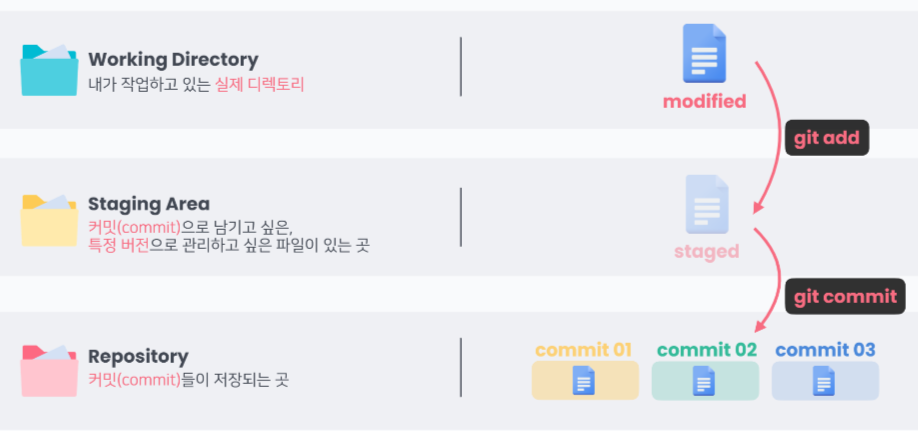 Working Directory
내가 작업하고 있는 실제 디렉토리
modified
git add
Staging Area
커밋(commit)으로 남기고 싶은,
특정 버전으로 관리하고 싶은 파일이 있는 곳
staged
git commit
Repository
커밋(commit)들이 저장되는 곳
commit 01 commit 02 commit 03